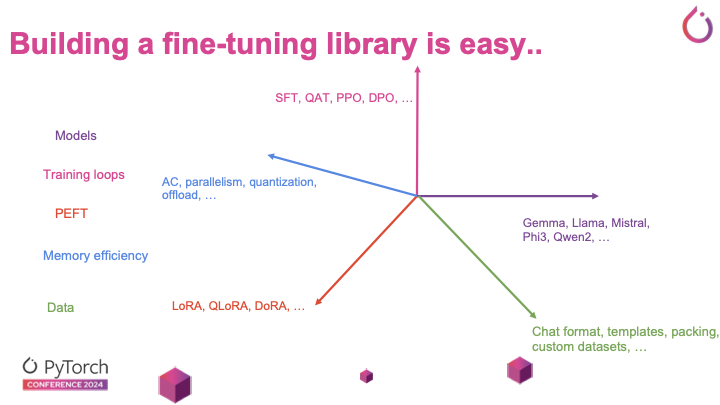 Building a fine-tuning library is easy..
SFT, QAT, PPO, DPO, …
Models
Training loops
AC, parallelism, quantization,
offload, …
PEFT
Gemma, Llama, Mistral,
Phi3, Qwen2, …
Memory efficiency
Data
LoRA, QLoRA, DoRA, …
Chat format, templates, packing,
custom datasets, …
PyTorch
CONFERENCE 2024